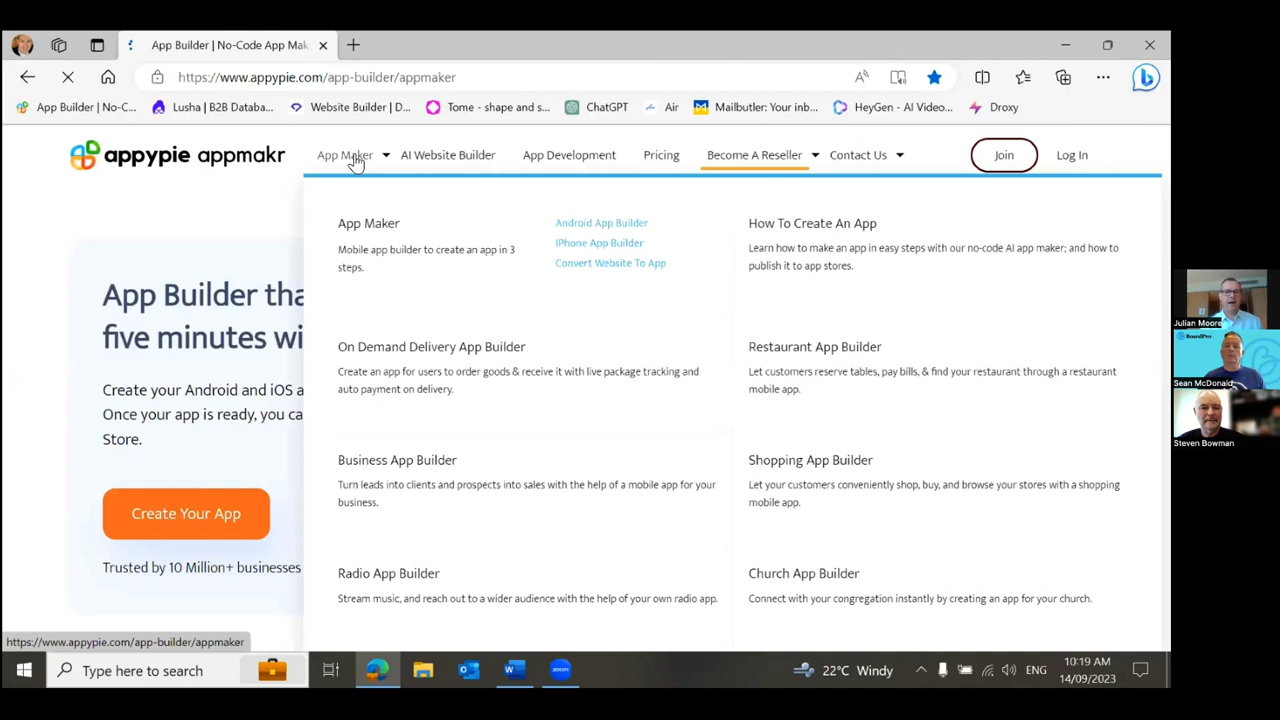 App Builder | No-Code App Mak
https://www.appypie.com/app-builder/appmaker
App Builder | No-C...
Lusha | B2B Databa...
Website Builder | D...
Tome - shape and s...
ChatGPT
Air
Mailbutler: Your inb...
HeyGen - AI Video...
Droxy
appypie appmakr
App Maker
AI Website Builder
App Development
Pricing
Become A Reseller
Contact Us
Join
Log In
App Builder tha
five minutes wi
Create your Android and iOS a
Once your app is ready, you ca
Store.
Create Your App
Trusted by 10 Million+ businesses
App Maker
Mobile app builder to create an app in 3
steps.
Android App Builder
IPhone App Builder
Convert Website To App
How To Create An App
Learn how to make an app in easy steps with our no-code AI app maker; and how to
publish it to app stores.
On Demand Delivery App Builder
Create an app for users to order goods & receive it with live package tracking and
auto payment on delivery.
Restaurant App Builder
Let customers reserve tables, pay bills, & find your restaurant through a restaurant
mobile app.
Business App Builder
Turn leads into clients and prospects into sales with the help of a mobile app for your
business.
Shopping App Builder
Let your customers conveniently shop, buy, and browse your stores with a shopping
mobile app.
Radio App Builder
Stream music, and reach out to a wider audience with the help of your own radio app.
Church App Builder
Connect with your congregation instantly by creating an app for your church.
https://www.appypie.com/app-builder/appmaker
Type here to search
zoom
22°C Windy
ENG
10:19 AM
14/09/2023
Julian Moore
BoardPro
Sean McDonald
Steven Bowman